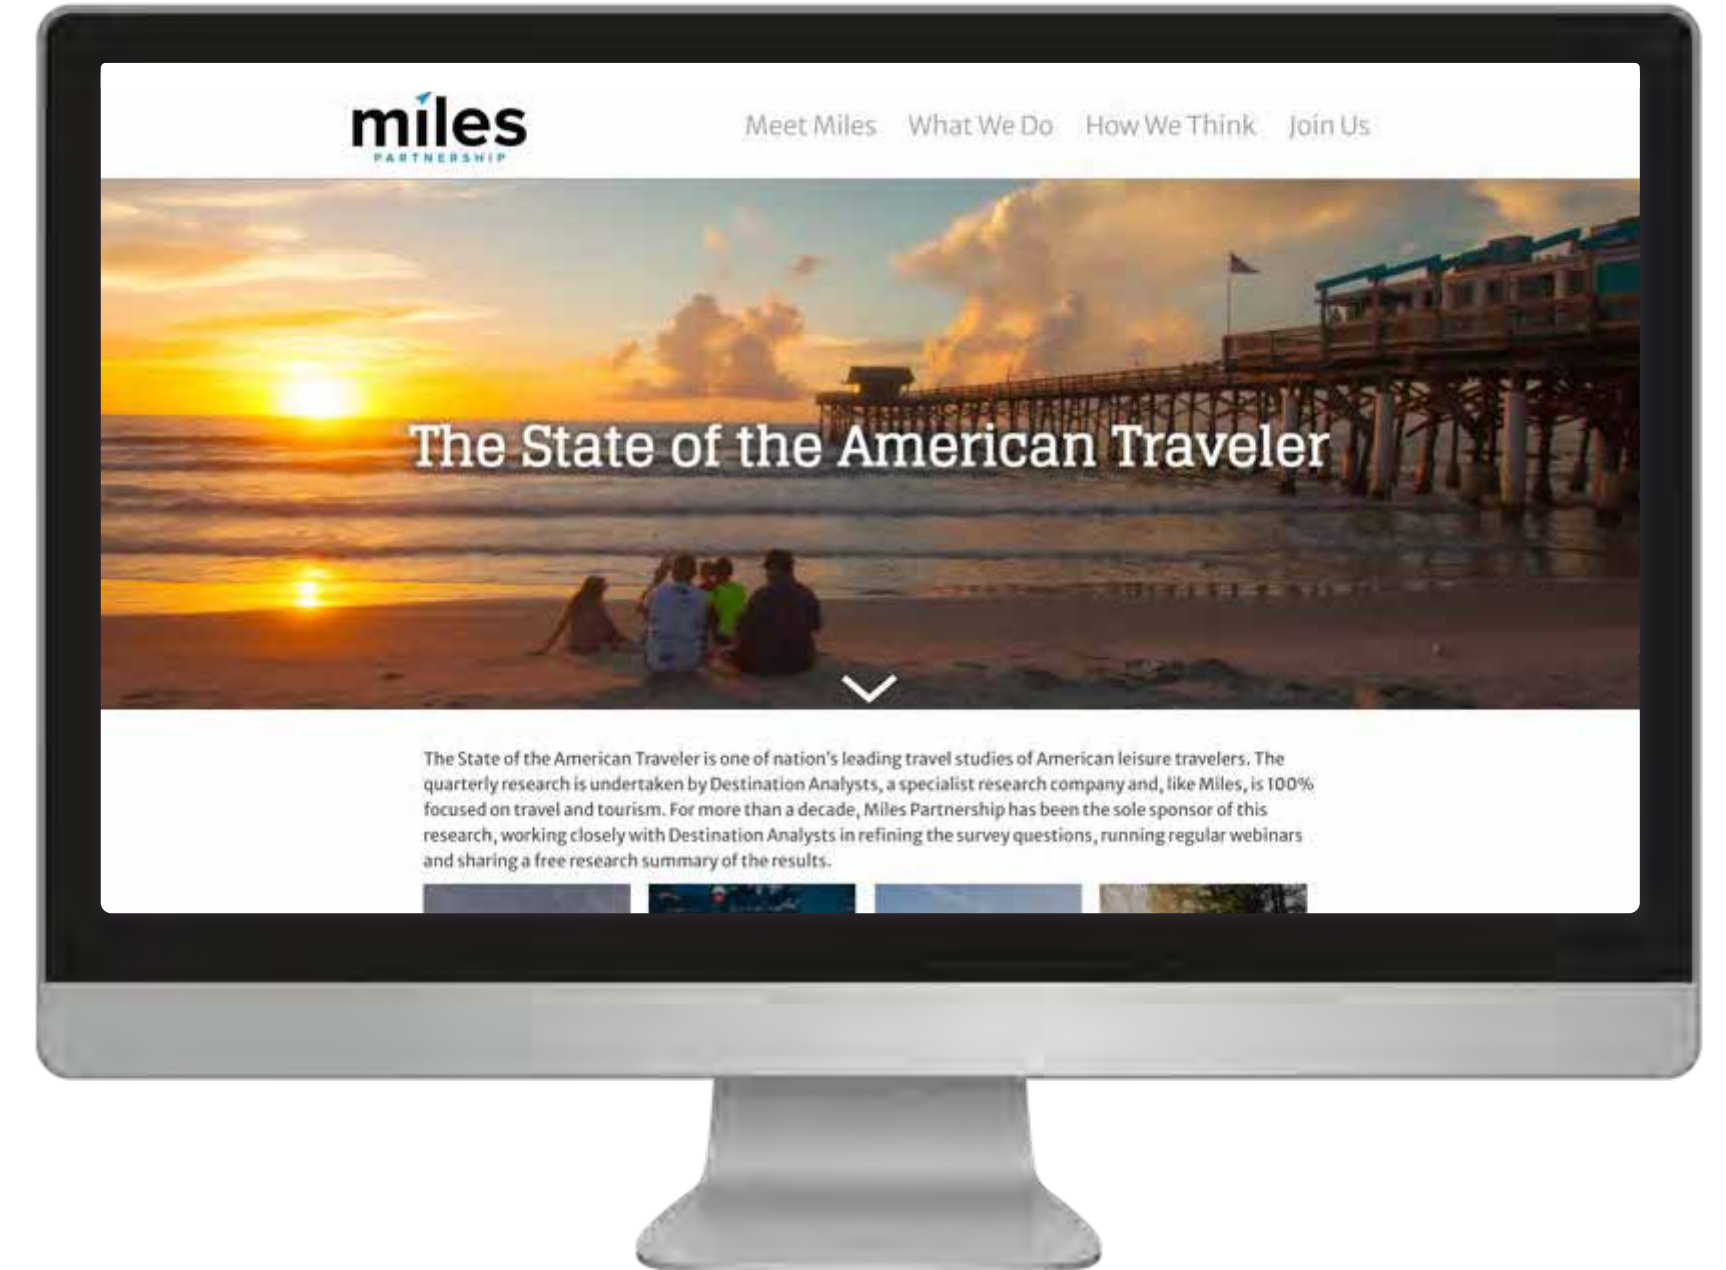 miles
PARTNERSHIP
Meet Miles What We Do How We Think Join Us
The State of the American Traveler
The State of the American Traveler is one of nation's leading travel studies of American leisure travelers. The
quarterly research is undertaken by Destination Analysts, a specialist research company and, like Miles, is 100%
focused on travel and tourism. For more than a decade, Miles Partnership has been the sole sponsor of this
research, working closely with Destination Analysts in refining the survey questions, running regular webinars
and sharing a free research summary of the results.